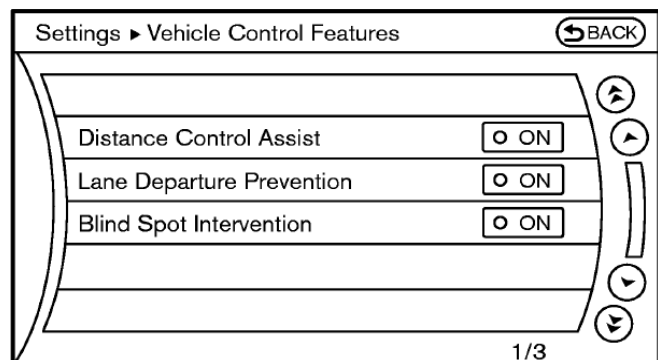 Settings ▸ Vehicle Control Features
BACK
Distance Control Assist
ON
Lane Departure Prevention
ON
Blind Spot Intervention
ON
1/3